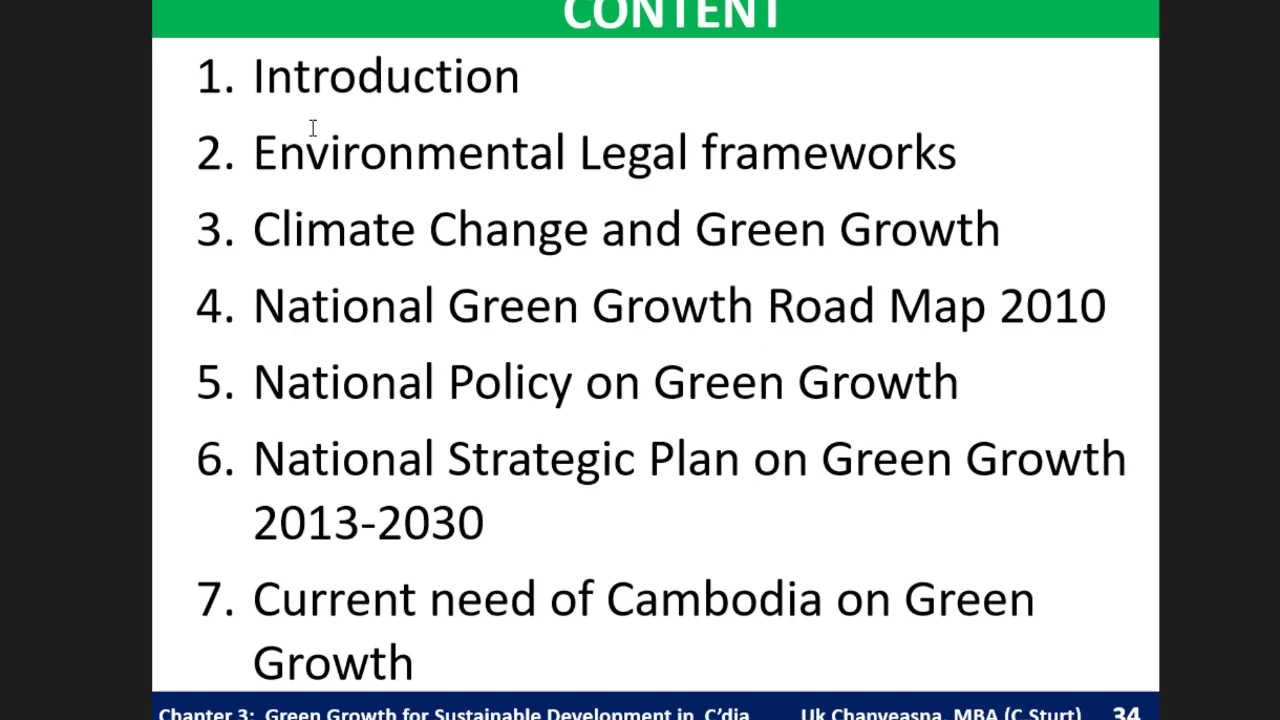 CONTENT
1. Introduction
2. Environmental Legal frameworks
3. Climate Change and Green Growth
4. National Green Growth Road Map 2010
5. National Policy on Green Growth
6. National Strategic Plan on Green Growth
2013-2030
7. Current need of Cambodia on Green
Growth
Chapter 3: Green Growth for Sustainable Development in C'dia Uk Chanveasna, MBA (C.Sturt) 34